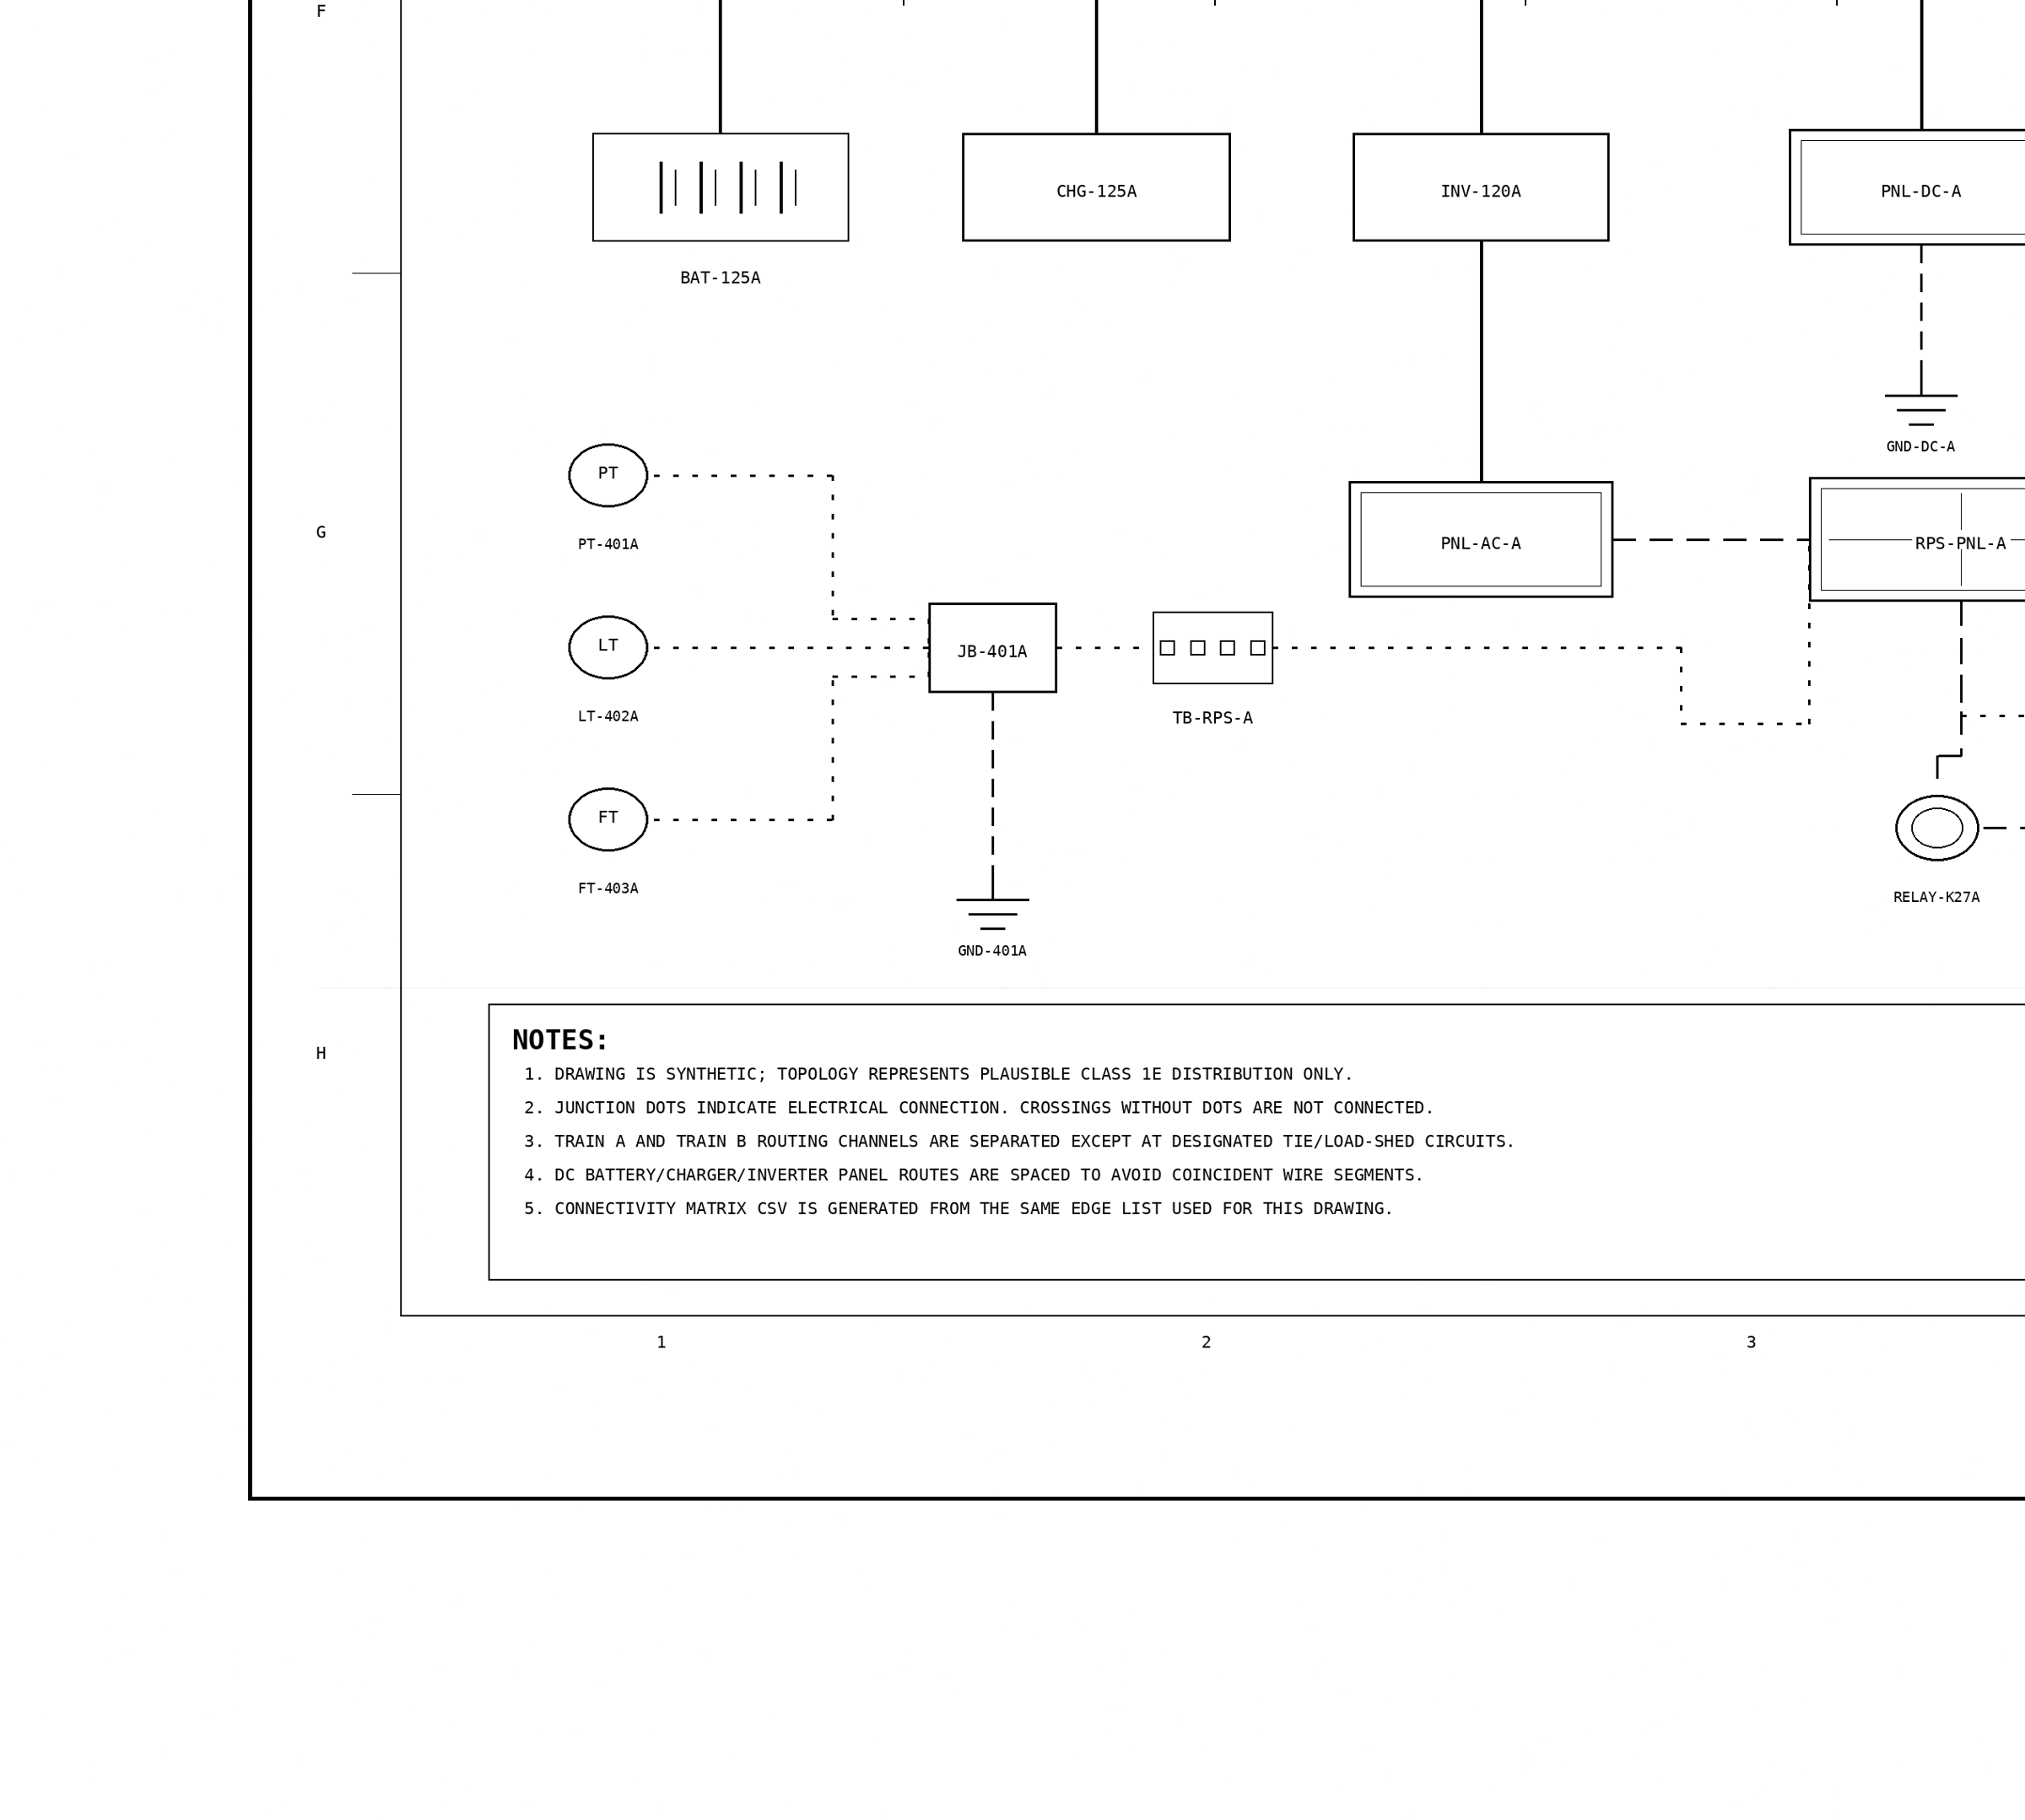 F
CHG-125A
INV-120A
PNL-DC-A
BAT-125A
GND-DC-A
PT
G
PT-401A
PNL-AC-A
RPS-PNL-A
LT
JB-401A
LT-402A
TB-RPS-A
FT
FT-403A
RELAY-K27A
GND-401A
NOTES:
H
1. DRAWING IS SYNTHETIC; TOPOLOGY REPRESENTS PLAUSIBLE CLASS 1E DISTRIBUTION ONLY.
2. JUNCTION DOTS INDICATE ELECTRICAL CONNECTION. CROSSINGS WITHOUT DOTS ARE NOT CONNECTED.
3. TRAIN A AND TRAIN B ROUTING CHANNELS ARE SEPARATED EXCEPT AT DESIGNATED TIE/LOAD-SHED CIRCUITS.
4. DC BATTERY/CHARGER/INVERTER PANEL ROUTES ARE SPACED TO AVOID COINCIDENT WIRE SEGMENTS.
5. CONNECTIVITY MATRIX CSV IS GENERATED FROM THE SAME EDGE LIST USED FOR THIS DRAWING.
1 2 3